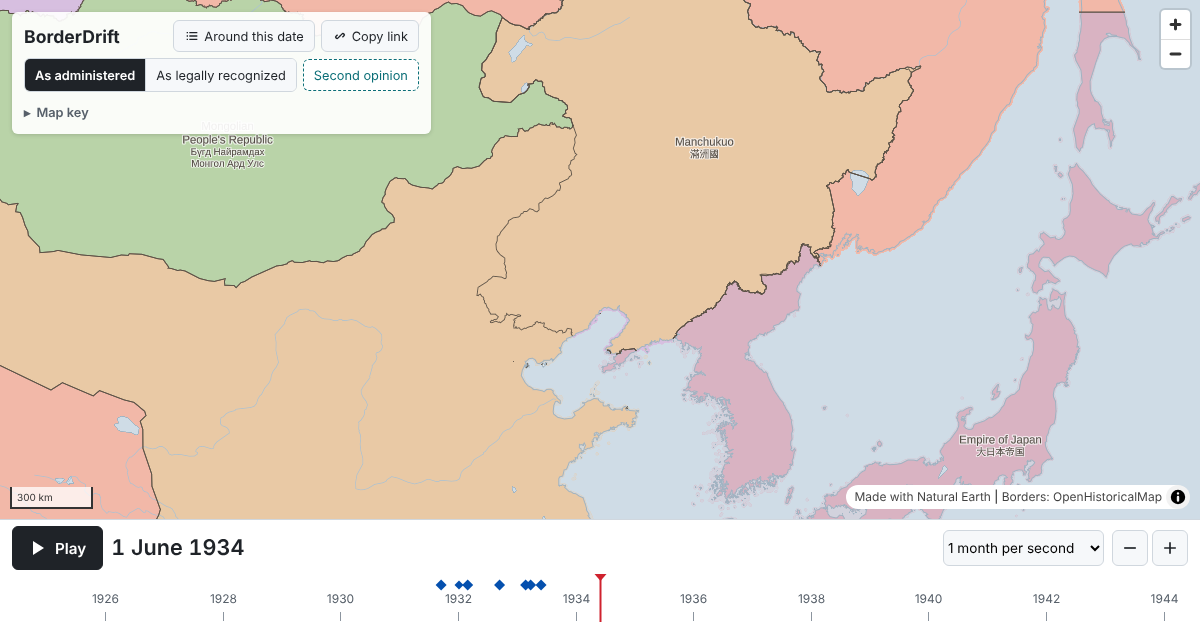 BorderDrift
Around this date
Copy link
As administered
As legally recognized
Second opinion
Map key
People's Republic
Бүгд Найрамдах
Монгол Ард Улс
Manchukuo
滿洲國
Empire of Japan
大日本帝国
300 km
Made with Natural Earth | Borders: OpenHistoricalMap
Play
1 June 1934
1 month per second
1926
1928
1930
1932
1934
1936
1938
1940
1942
1944